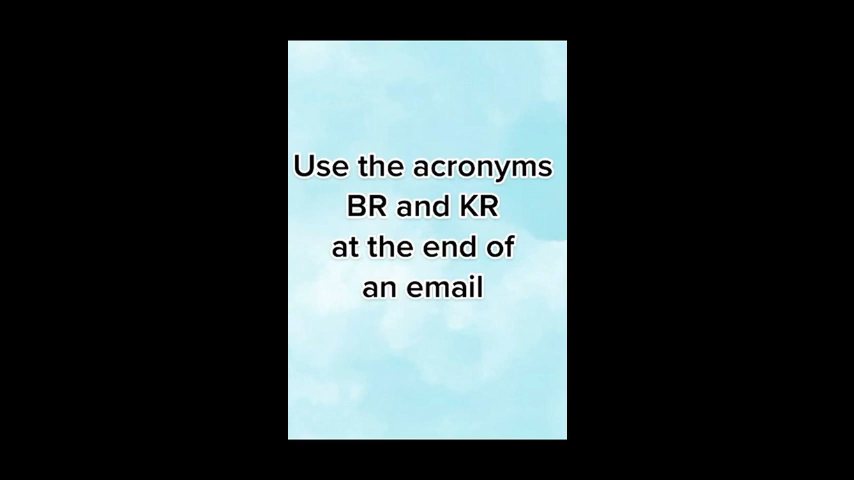 Use the acronyms
BR and KR
at the end of
an email